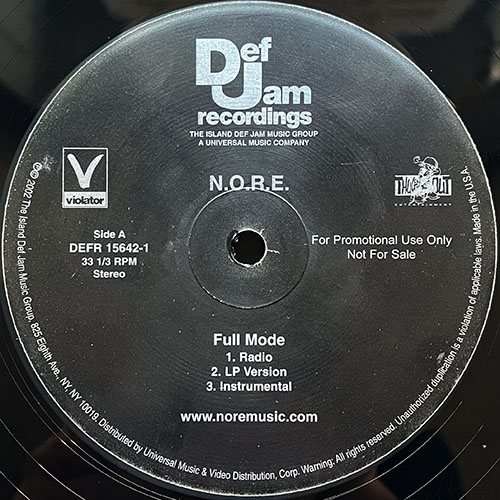 Def
Jam
recordings
THE ISLAND DEF JAM MUSIC GROUP
A UNIVERSAL MUSIC COMPANY
N.O.R.E.
V
violator
Side A
DEFR 15642-1
33 1/3 RPM
Stereo
THUGGED OUT
ENTERTAINMENT
For Promotional Use Only
Not For Sale
Full Mode
1. Radio
2. LP Version
3. Instrumental
www.noremusic.com
℗© 2002 The Island Def Jam Music Group, 825 Eighth Ave., NY, NY 10019. Distributed by Universal Music & Video Distribution, Corp. Warning: All rights reserved. Unauthorized duplication is a violation of applicable laws. Made in the U.S.A.